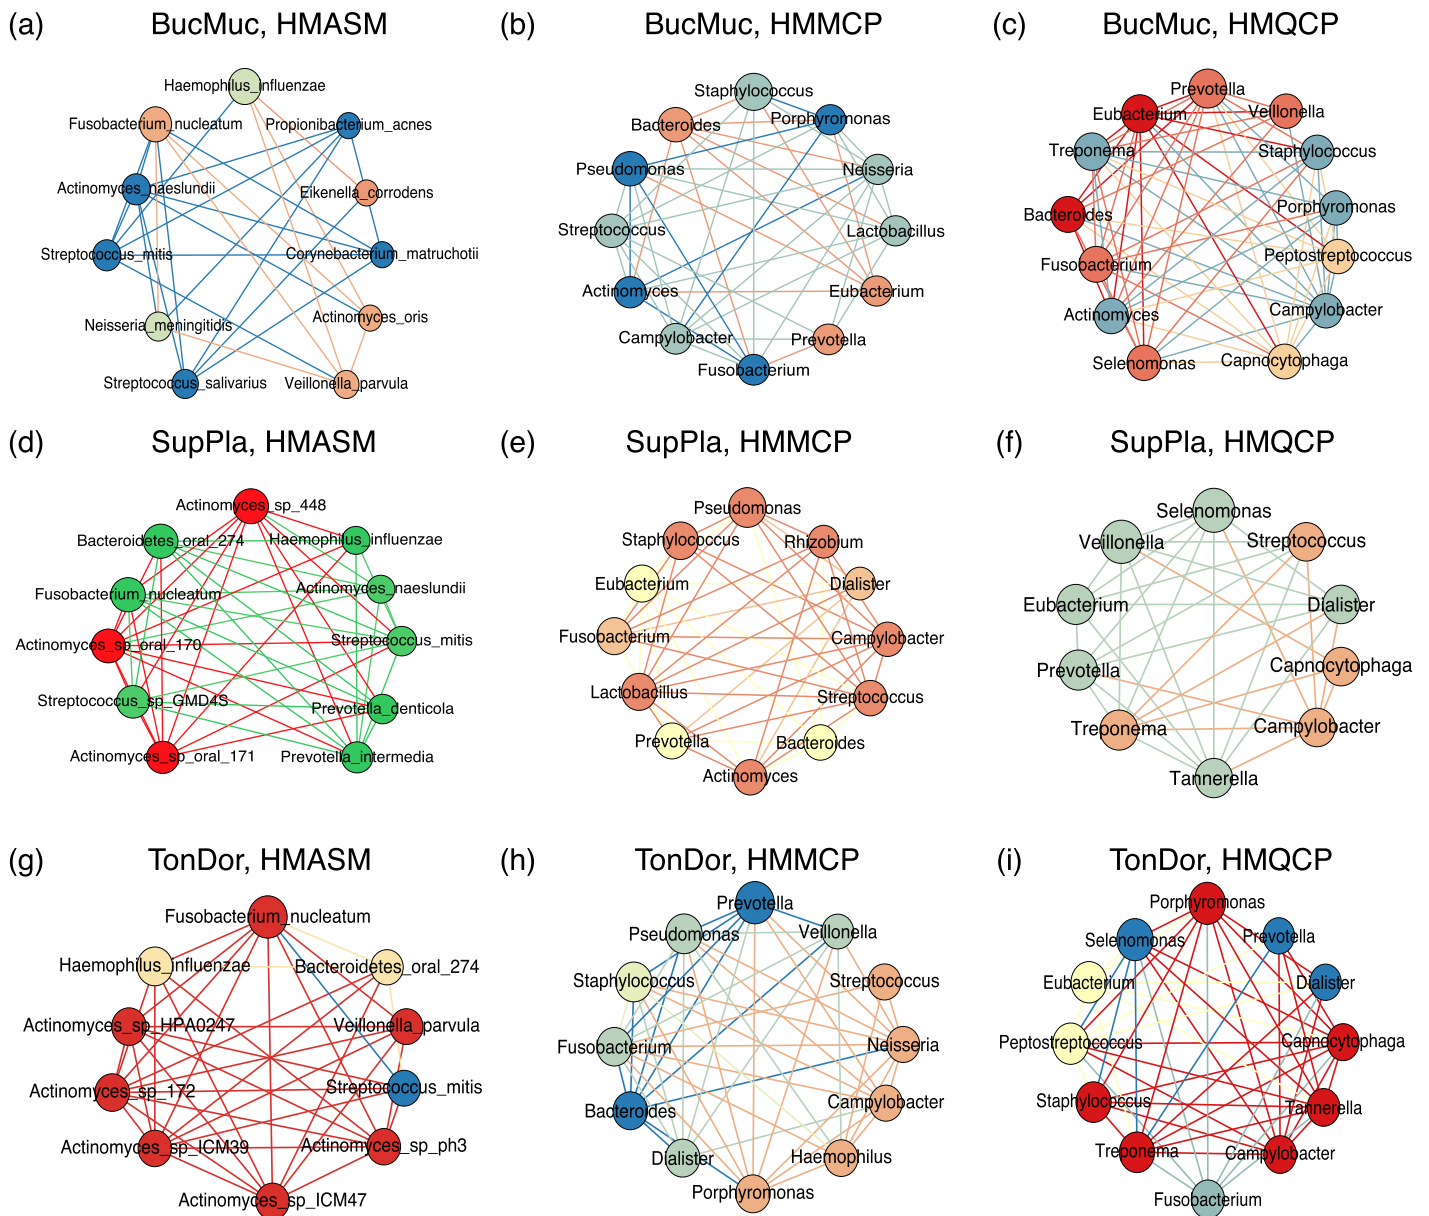 (a) BucMuc, HMASM
Haemophilus_influenzae
Fusobacterium_nucleatum
Propionibacterium_acnes
Actinomyces_naeslundii
Eikenella_corrodens
Streptococcus_mitis
Corynebacterium_matruchotii
Neisseria_meningitidis
Actinomyces_oris
Streptococcus_salivarius
Veillonella_parvula
(b) BucMuc, HMMCP
Staphylococcus
Bacteroides
Porphyromonas
Pseudomonas
Neisseria
Streptococcus
Lactobacillus
Actinomyces
Eubacterium
Campylobacter
Prevotella
Fusobacterium
(c) BucMuc, HMQCP
Prevotella
Eubacterium
Veillonella
Treponema
Staphylococcus
Bacteroides
Porphyromonas
Fusobacterium
Peptostreptococcus
Actinomyces
Campylobacter
Selenomonas
Capnocytophaga
(d) SupPla, HMASM
Actinomyces_sp_448
Bacteroidetes_oral_274
Haemophilus_influenzae
Fusobacterium_nucleatum
Actinomyces_naeslundii
Actinomyces_sp_oral_170
Streptococcus_mitis
Streptococcus_sp_GMD4S
Prevotella_denticola
Actinomyces_sp_oral_171
Prevotella_intermedia
(e) SupPla, HMMCP
Pseudomonas
Staphylococcus
Rhizobium
Eubacterium
Dialister
Fusobacterium
Campylobacter
Lactobacillus
Streptococcus
Prevotella
Bacteroides
Actinomyces
(f) SupPla, HMQCP
Selenomonas
Veillonella
Streptococcus
Eubacterium
Dialister
Prevotella
Capnocytophaga
Treponema
Campylobacter
Tannerella
(g) TonDor, HMASM
Fusobacterium_nucleatum
Haemophilus_influenzae
Bacteroidetes_oral_274
Actinomyces_sp_HPA0247
Veillonella_parvula
Actinomyces_sp_172
Streptococcus_mitis
Actinomyces_sp_ICM39
Actinomyces_sp_ph3
Actinomyces_sp_ICM47
(h) TonDor, HMMCP
Prevotella
Pseudomonas
Veillonella
Staphylococcus
Streptococcus
Fusobacterium
Neisseria
Bacteroides
Campylobacter
Dialister
Haemophilus
Porphyromonas
(i) TonDor, HMQCP
Porphyromonas
Selenomonas
Prevotella
Eubacterium
Dialister
Peptostreptococcus
Capnocytophaga
Staphylococcus
Tannerella
Treponema
Campylobacter
Fusobacterium